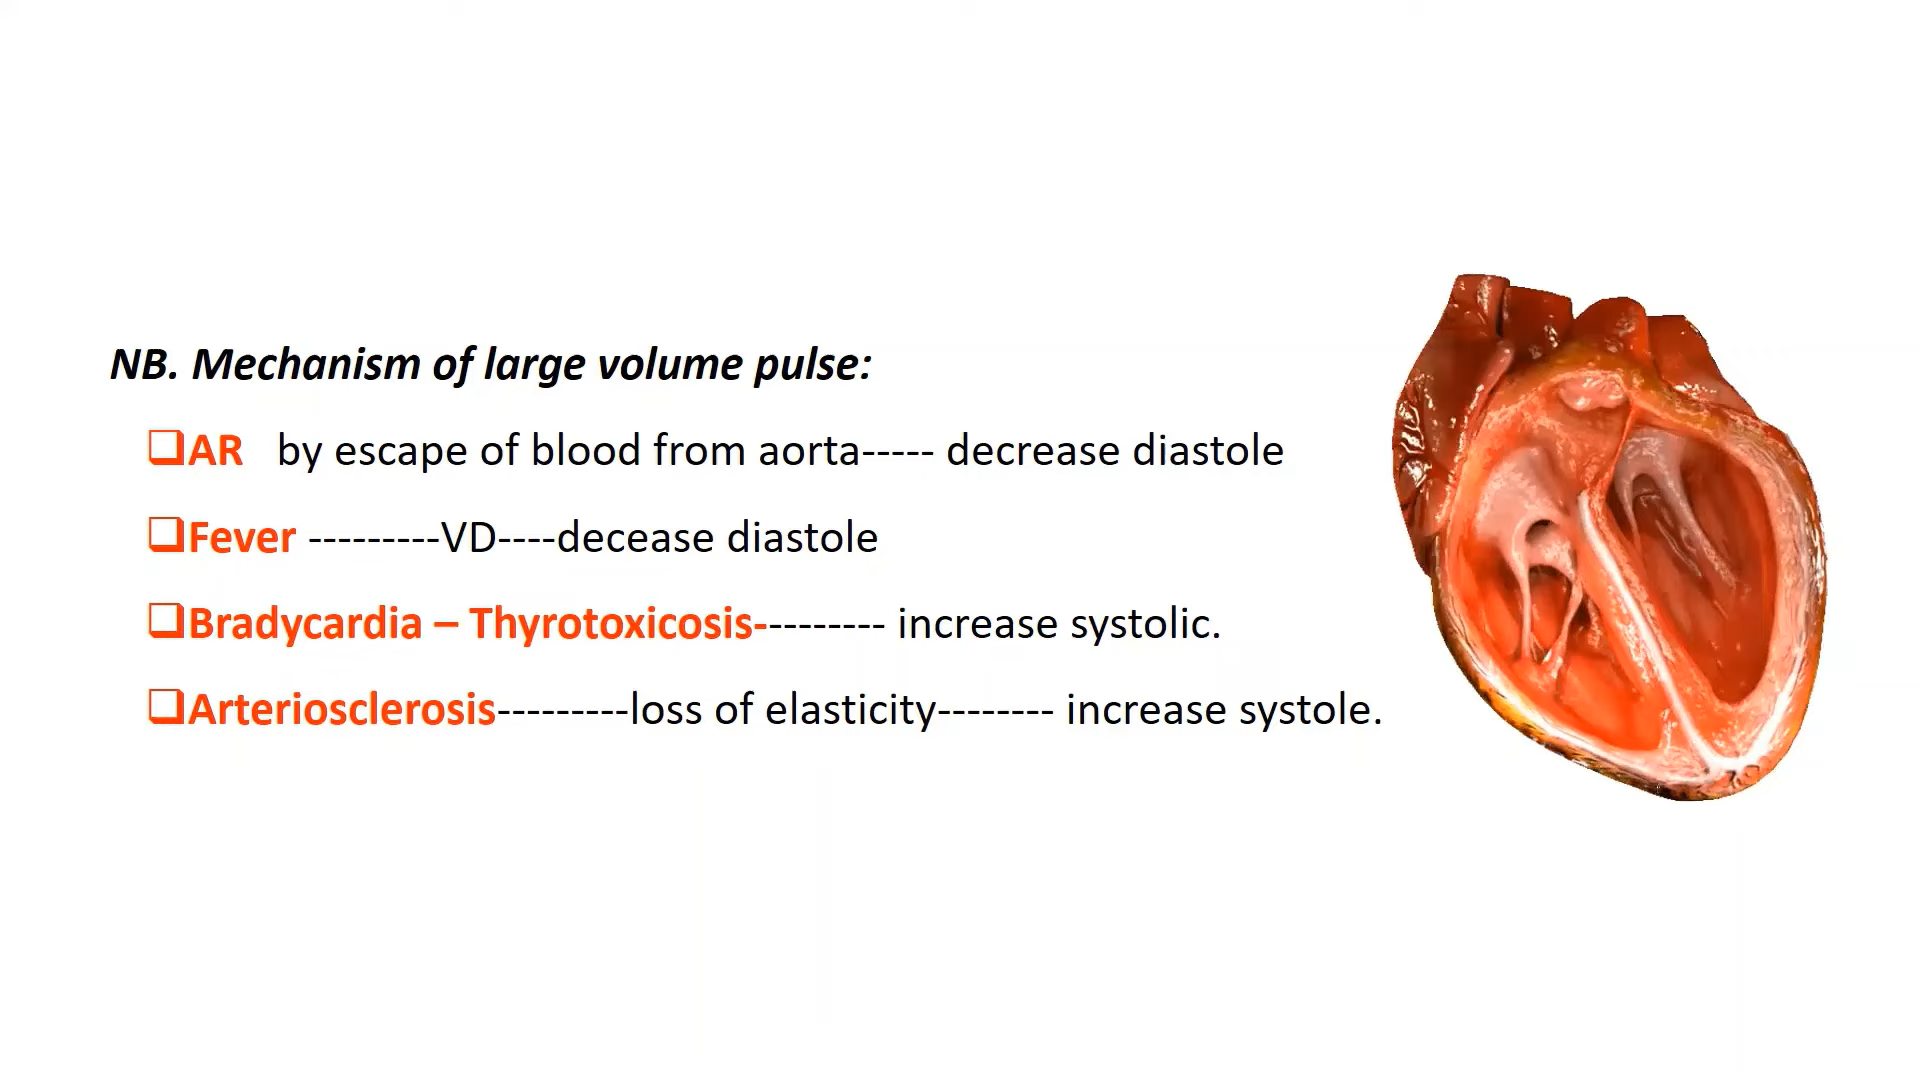 NB. Mechanism of large volume pulse:
❑AR by escape of blood from aorta----- decrease diastole
❑Fever ---------VD----decease diastole
❑Bradycardia – Thyrotoxicosis--------- increase systolic.
❑Arteriosclerosis---------loss of elasticity-------- increase systole.